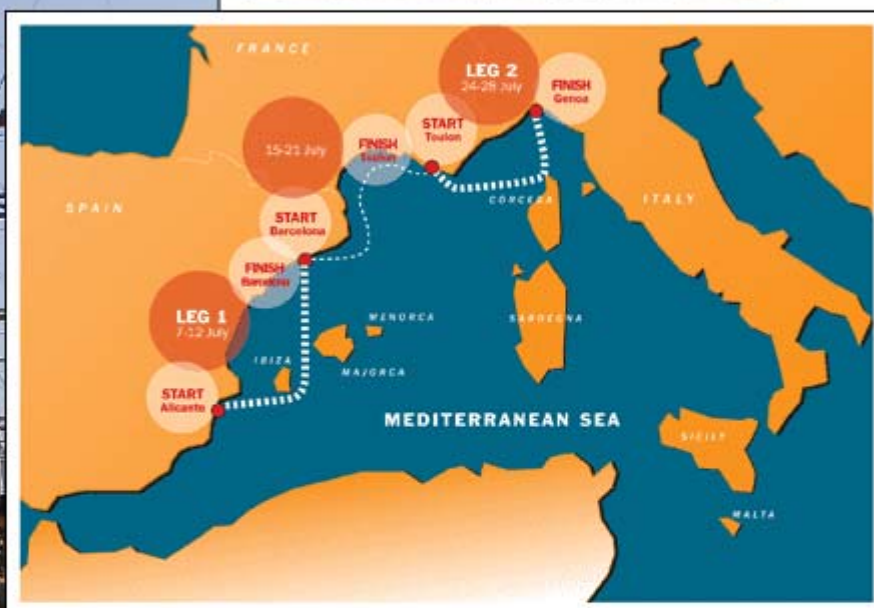 FRANCE
LEG 2
24-28 July
FINISH
Genoa
START
Toulon
FINISH
Toulon
15-21 July
CORCEGA
ITALY
SPAIN
START
Barcelona
FINISH
Barcelona
LEG 1
7-12 July
MENORCA
SARDEGNA
IBIZA
MAJORCA
START
Alicante
MEDITERRANEAN SEA
SICILY
MALTA